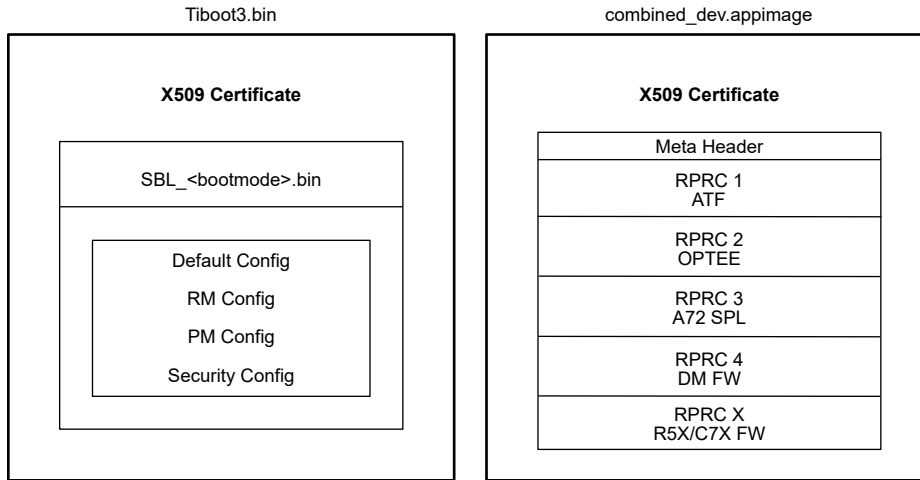 Tiboot3.bin
X509 Certificate
SBL_<bootmode>.bin
Default Config
RM Config
PM Config
Security Config
combined_dev.appimage
X509 Certificate
Meta Header
RPRC 1
ATF
RPRC 2
OPTEE
RPRC 3
A72 SPL
RPRC 4
DM FW
RPRC X
R5X/C7X FW